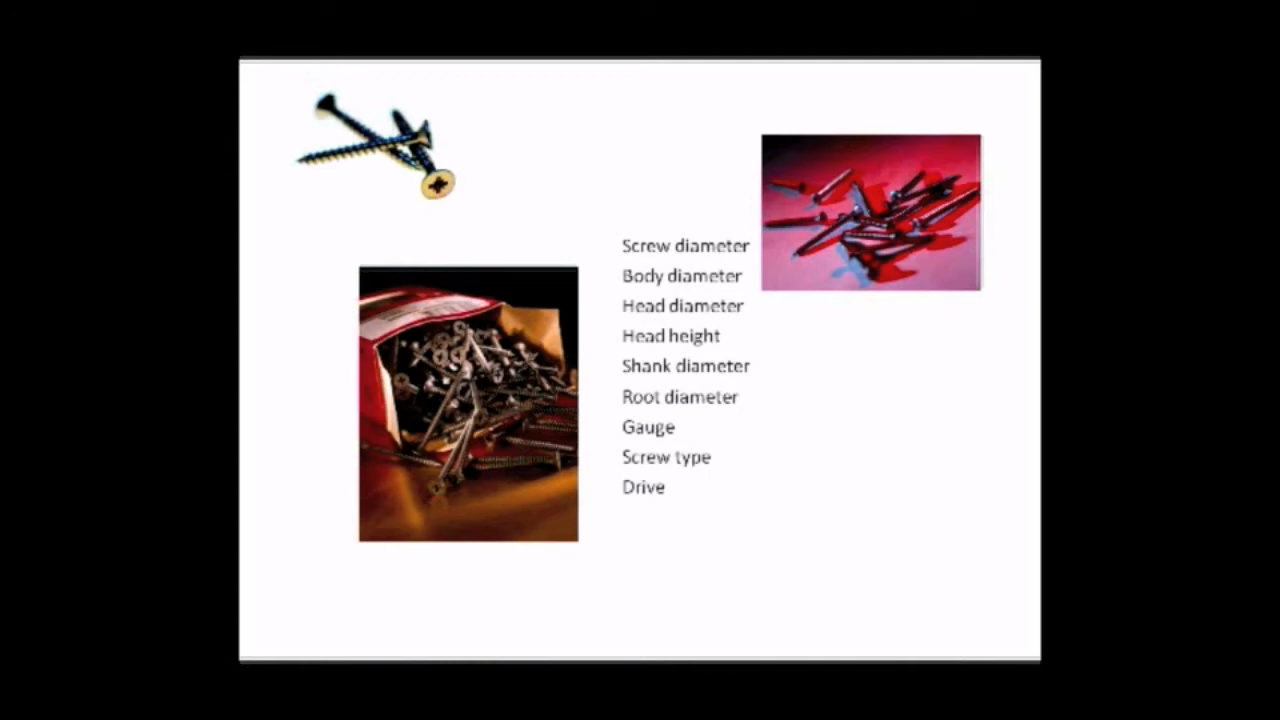 Screw diameter
Body diameter
Head diameter
Head height
Shank diameter
Root diameter
Gauge
Screw type
Drive